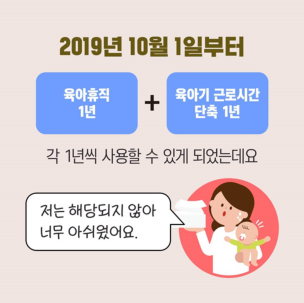 2019년 10월 1일부터
육아휴직
1년
+
육아기 근로시간
단축 1년
각 1년씩 사용할 수 있게 되었는데요
저는 해당되지 않아
너무 아쉬웠어요.